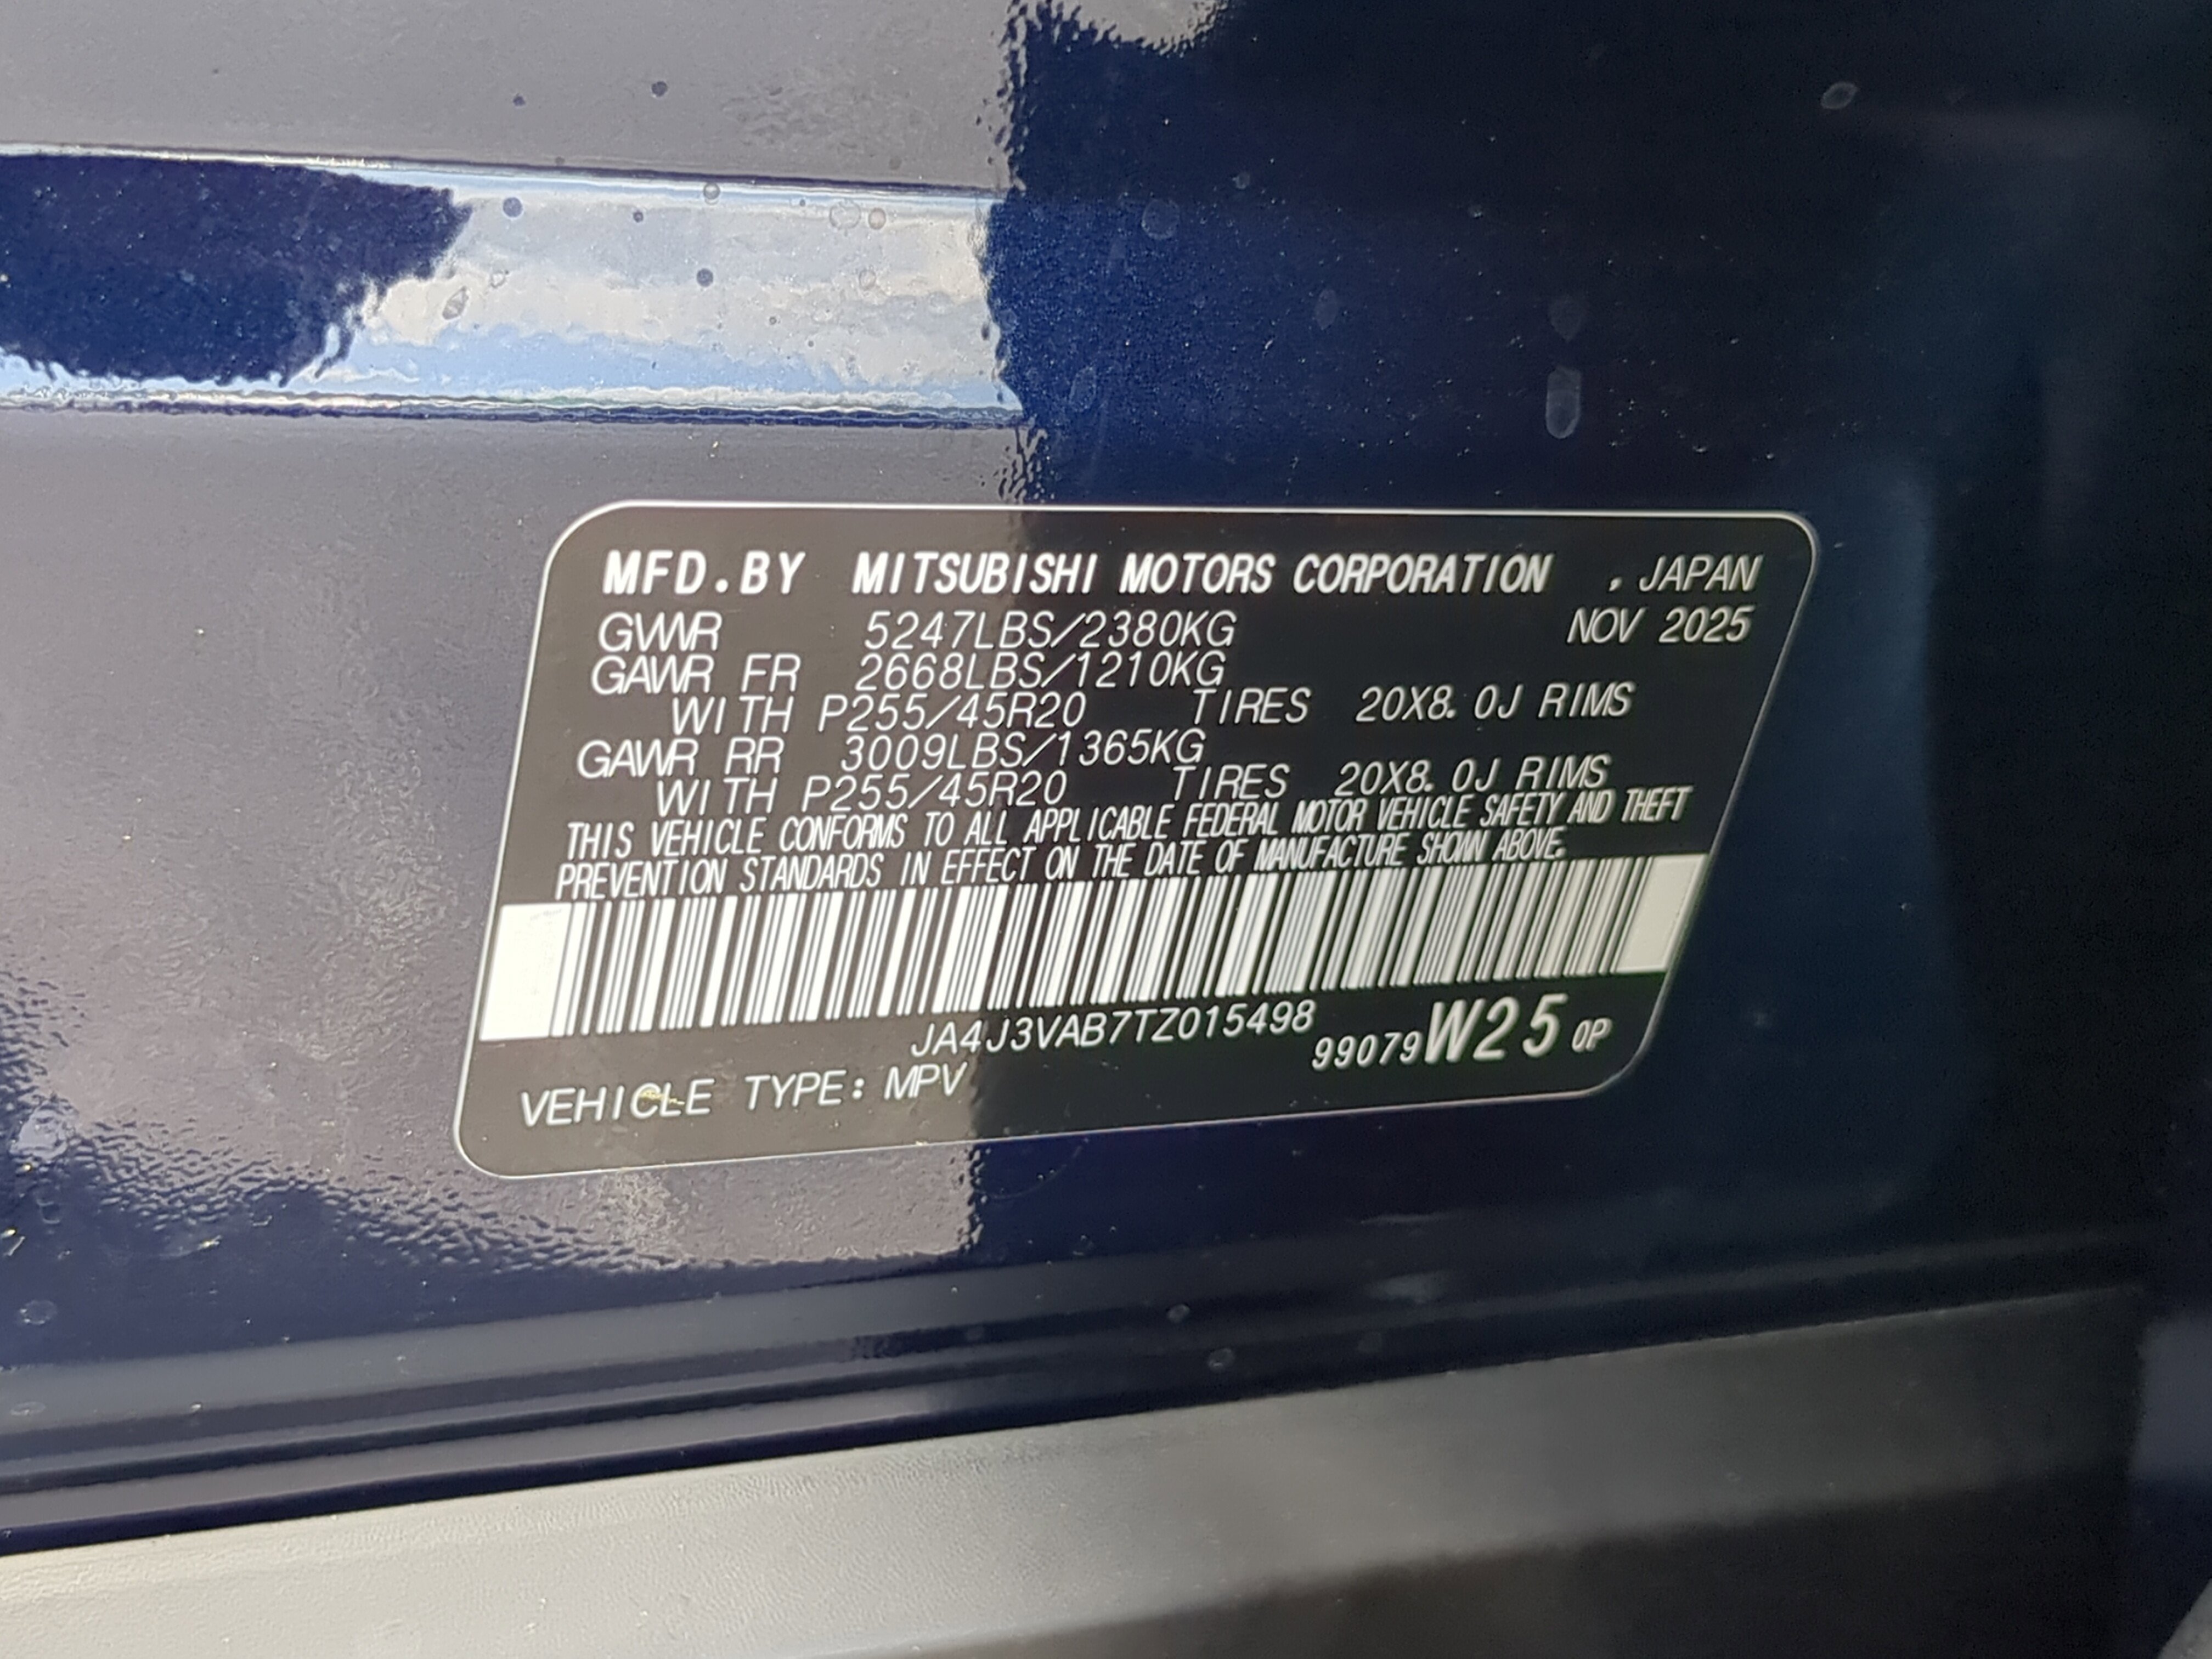 MFD.BY MITSUBISHI MOTORS CORPORATION , JAPAN
GVWR 5247LBS/2380KG NOV 2025
GAWR FR 2668LBS/1210KG
WITH P255/45R20 TIRES 20X8.0J RIMS
GAWR RR 3009LBS/1365KG
WITH P255/45R20 TIRES 20X8.0J RIMS
THIS VEHICLE CONFORMS TO ALL APPLICABLE FEDERAL MOTOR VEHICLE SAFETY AND THEFT
PREVENTION STANDARDS IN EFFECT ON THE DATE OF MANUFACTURE SHOWN ABOVE.
JA4J3VAB7TZ015498
99079W25 0P
VEHICLE TYPE: MPV